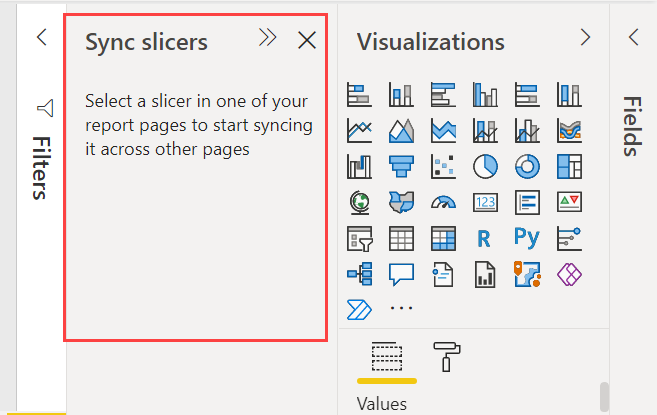 Filters
Sync slicers
Select a slicer in one of your
report pages to start syncing
it across other pages
Visualizations
123
R
Py
Values
Fields